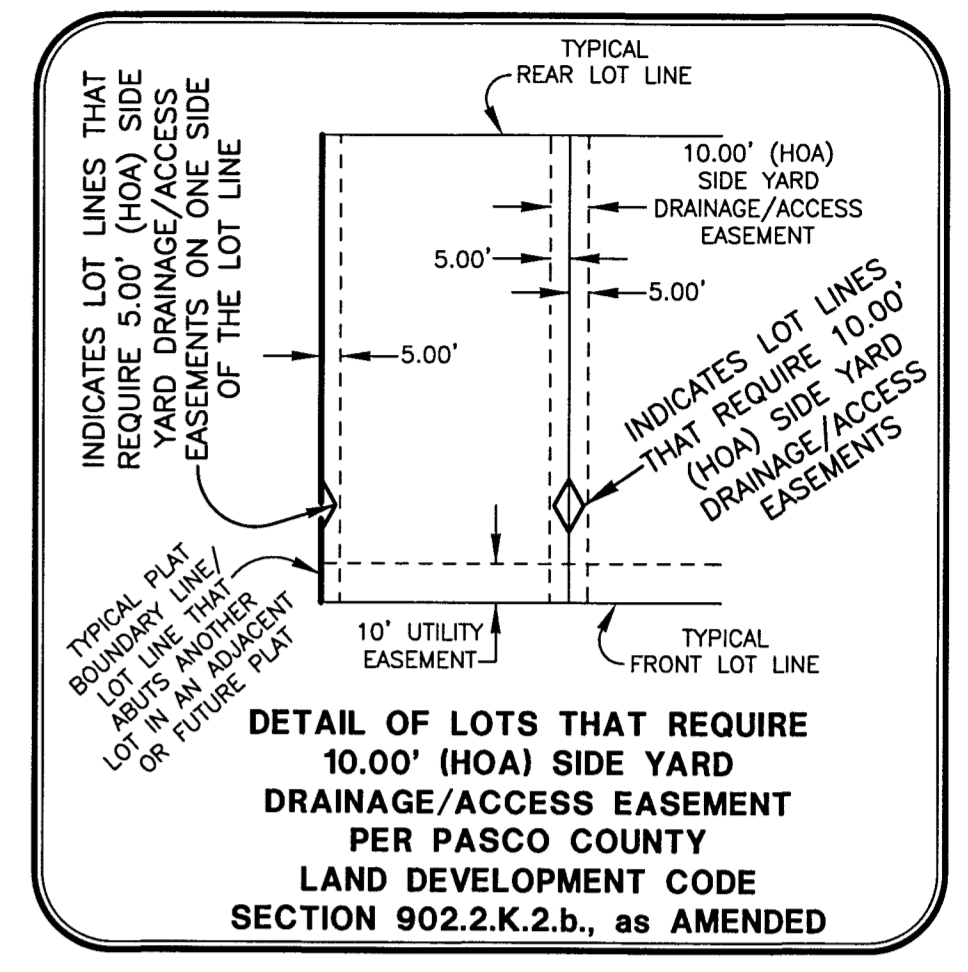 TYPICAL
REAR LOT LINE
INDICATES LOT LINES THAT
REQUIRE 5.00' (HOA) SIDE
YARD DRAINAGE/ACCESS
EASEMENTS ON ONE SIDE
OF THE LOT LINE
10.00' (HOA)
SIDE YARD
DRAINAGE/ACCESS
EASEMENT
5.00'
5.00'
5.00'
INDICATES LOT LINES
THAT REQUIRE 10.00'
(HOA) SIDE YARD
DRAINAGE/ACCESS
EASEMENTS
TYPICAL PLAT
BOUNDARY LINE/
LOT LINE THAT
ABUTS ANOTHER
LOT IN AN ADJACENT
OR FUTURE PLAT
10' UTILITY
EASEMENT
TYPICAL
FRONT LOT LINE
DETAIL OF LOTS THAT REQUIRE
10.00' (HOA) SIDE YARD
DRAINAGE/ACCESS EASEMENT
PER PASCO COUNTY
LAND DEVELOPMENT CODE
SECTION 902.2.K.2.b., as AMENDED